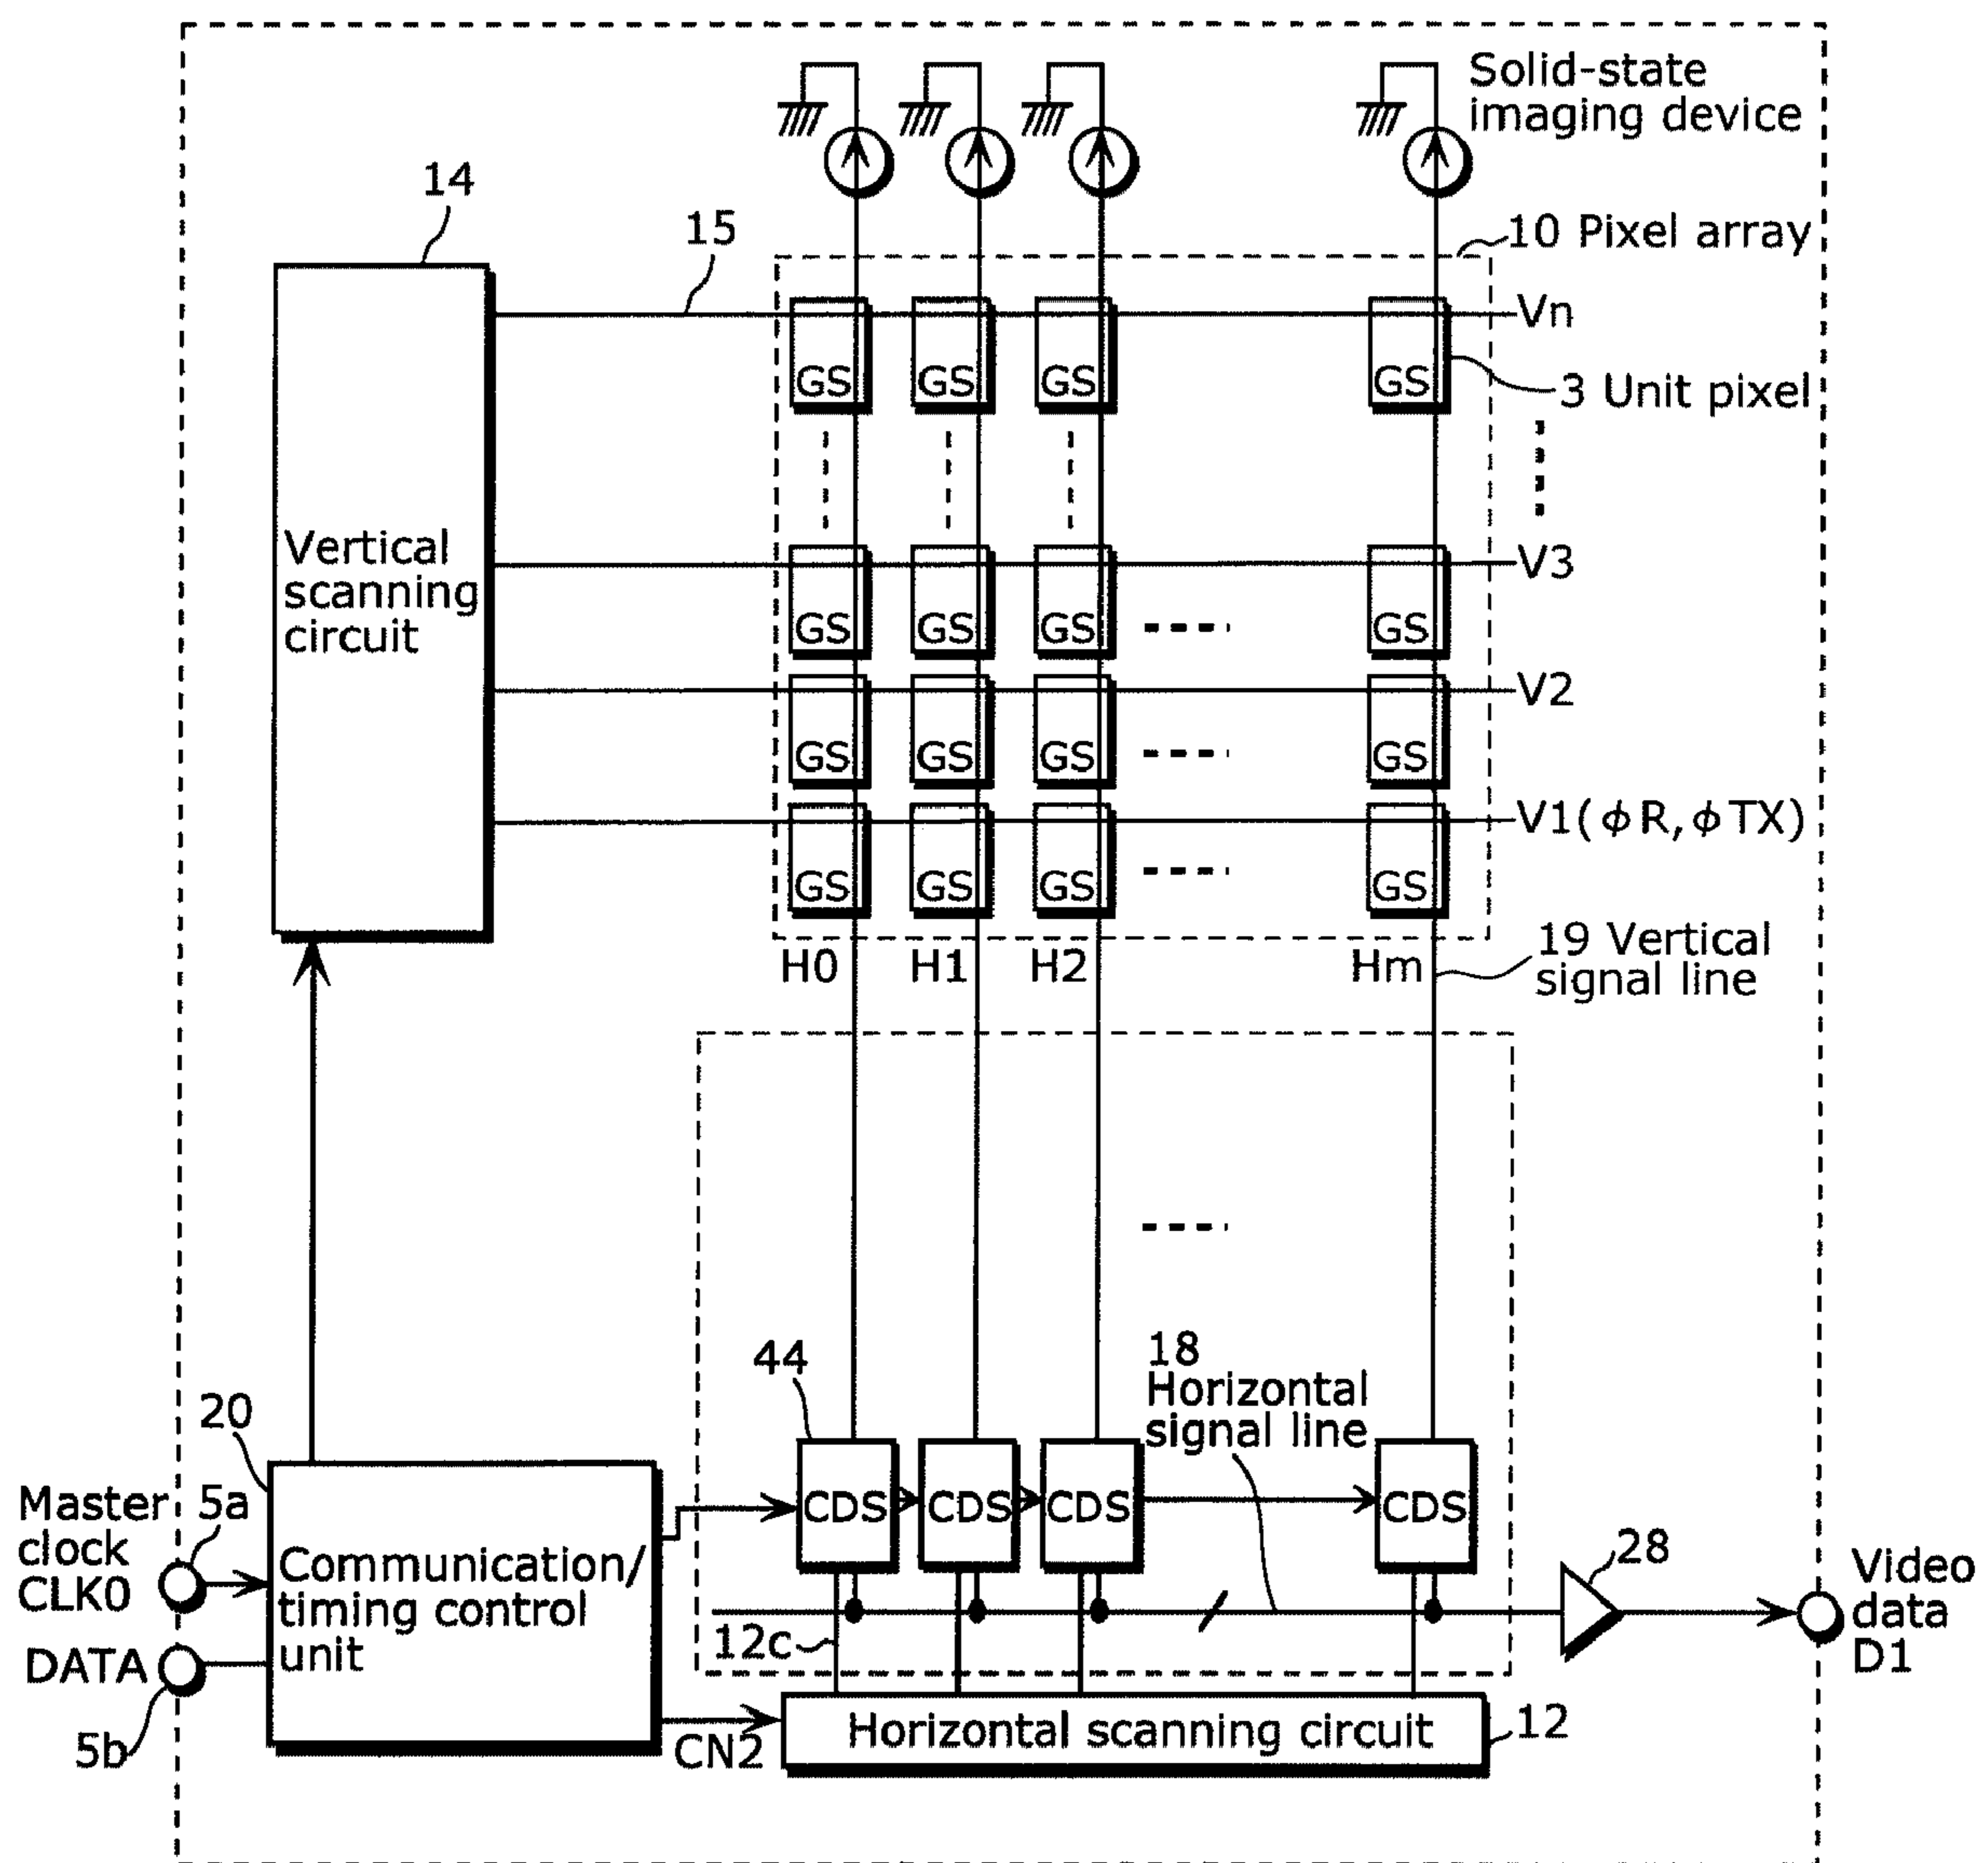 Solid-state
imaging device
14
15
10 Pixel array
Vn
GS GS GS GS
3 Unit pixel
Vertical
scanning
circuit
V3
GS GS GS GS
V2
GS GS GS GS
V1(ϕR,ϕTX)
GS GS GS GS
H0 H1 H2 Hm
19 Vertical
signal line
44
18
Horizontal
signal line
20
Master
clock
CLK0
5a
CDS CDS CDS CDS
Communication/
timing control
unit
28
Video
data
D1
12c
DATA
5b
CN2
Horizontal scanning circuit
12